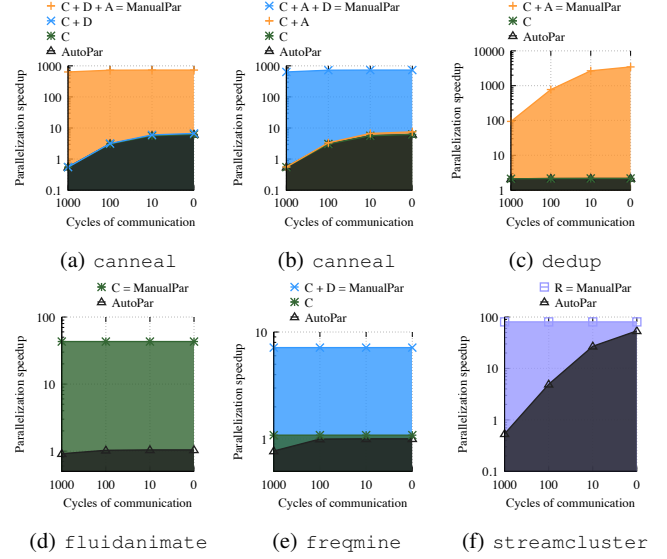 C + D + A = ManualPar
C + D
C
AutoPar
1000
100
10
1
0.1
Parallelization speedup
1000
100
10
0
Cycles of communication
(a) canneal
C + A + D = ManualPar
C + A
C
AutoPar
1000
100
10
1
0.1
Parallelization speedup
1000
100
10
0
Cycles of communication
(b) canneal
C + A = ManualPar
C
AutoPar
10000
1000
100
10
1
Parallelization speedup
1000
100
10
0
Cycles of communication
(c) dedup
C = ManualPar
AutoPar
100
10
1
Parallelization speedup
1000
100
10
0
Cycles of communication
(d) fluidanimate
C + D = ManualPar
C
AutoPar
10
1
Parallelization speedup
1000
100
10
0
Cycles of communication
(e) freqmine
R = ManualPar
AutoPar
100
10
1
0.1
Parallelization speedup
1000
100
10
0
Cycles of communication
(f) streamcluster